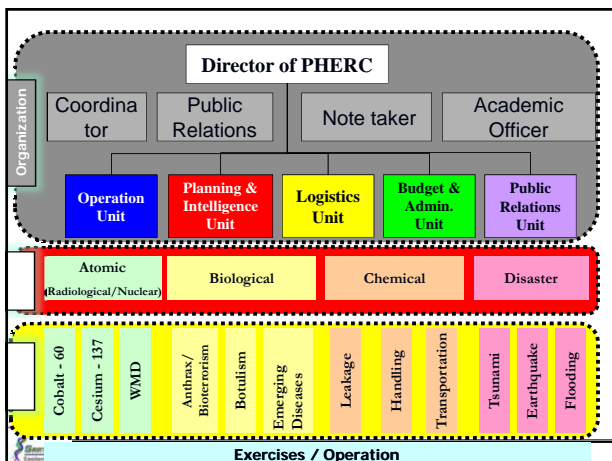 Organization
Director of PHERC
Coordina
tor
Public
Relations
Note taker
Academic
Officer
Operation
Unit
Planning &
Intelligence
Unit
Logistics
Unit
Budget &
Admin.
Unit
Public
Relations
Unit
Atomic
(Radiological/Nuclear)
Biological
Chemical
Disaster
Cobalt - 60
Cesium - 137
WMD
Anthrax/
Bioterrorism
Botulism
Emerging
Diseases
Leakage
Handling
Transportation
Tsunami
Earthquake
Flooding
Exercises / Operation